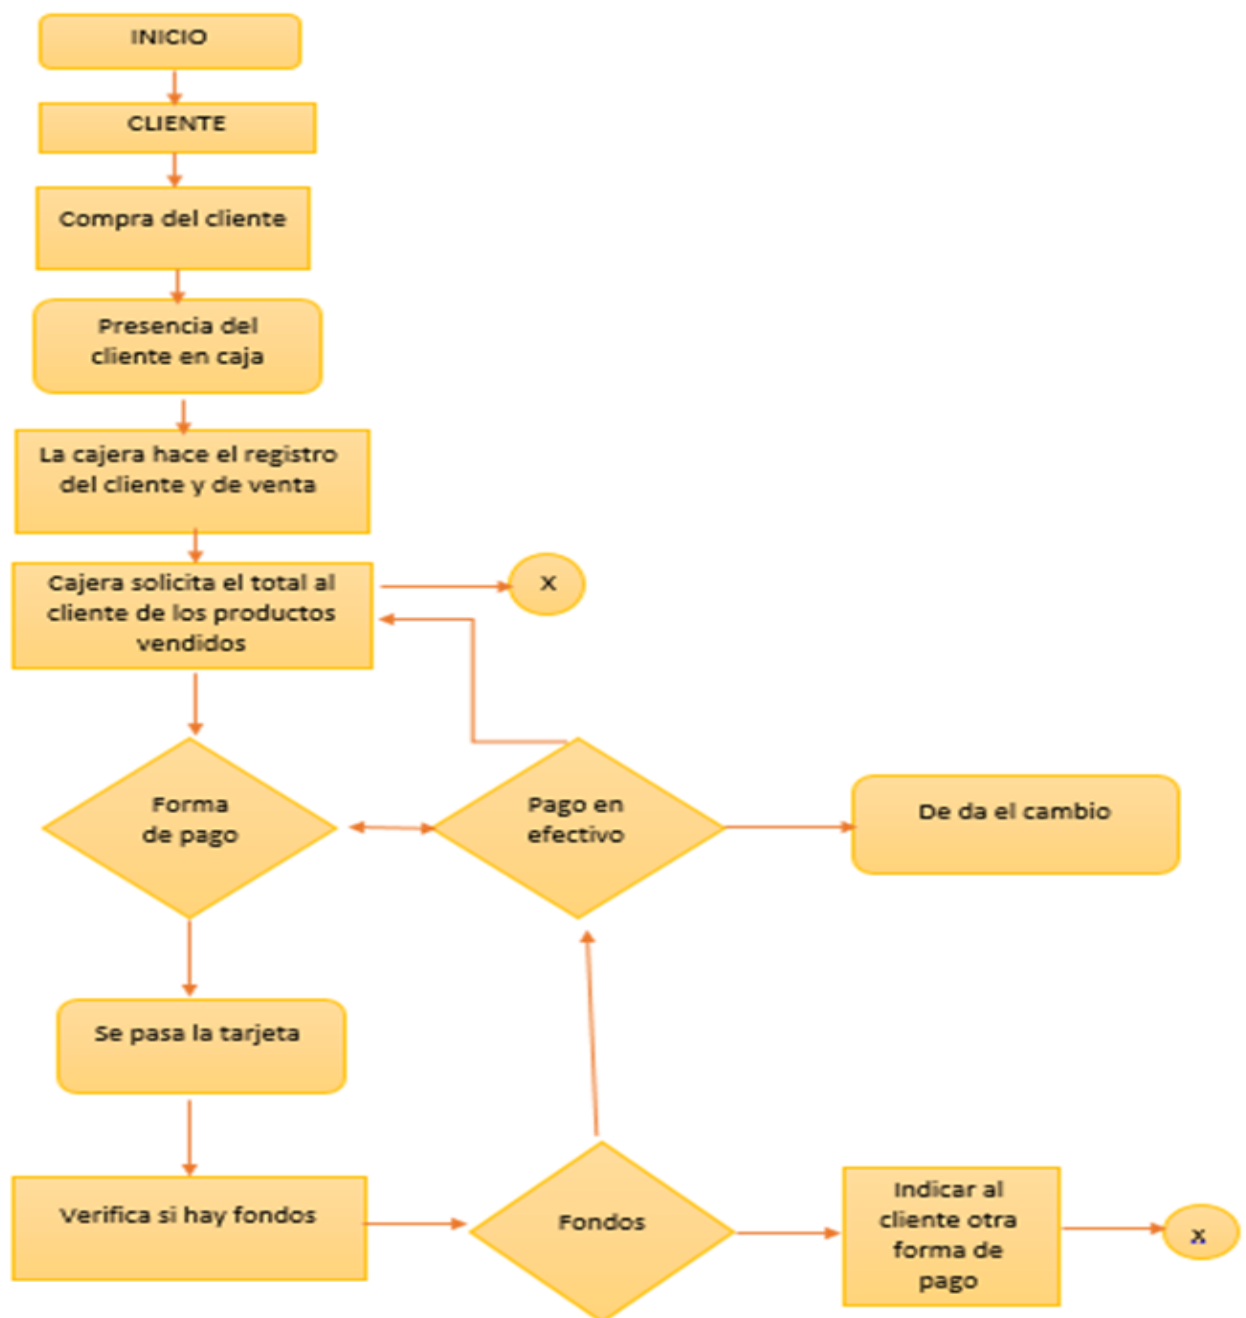 INICIO
CLIENTE
Compra del cliente
Presencia del
cliente en caja
La cajera hace el registro
del cliente y de venta
Cajera solicita el total al
cliente de los productos
vendidos
X
Forma
de pago
Pago en
efectivo
De da el cambio
Se pasa la tarjeta
Verifica si hay fondos
Fondos
Indicar al
cliente otra
forma de
pago
x